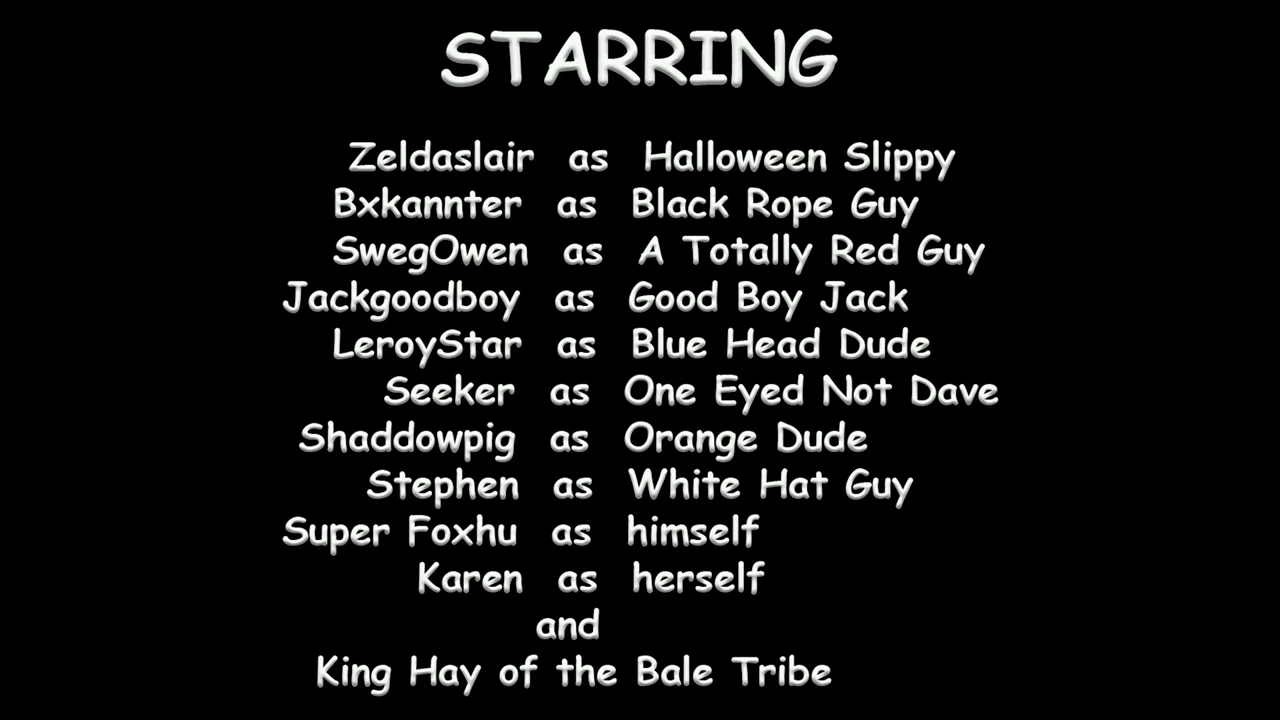 STARRING
Zeldaslair as Halloween Slippy
Bxkannter as Black Rope Guy
SwegOwen as A Totally Red Guy
Jackgoodboy as Good Boy Jack
LeroyStar as Blue Head Dude
Seeker as One Eyed Not Dave
Shaddowpig as Orange Dude
Stephen as White Hat Guy
Super Foxhu as himself
Karen as herself
and
King Hay of the Bale Tribe